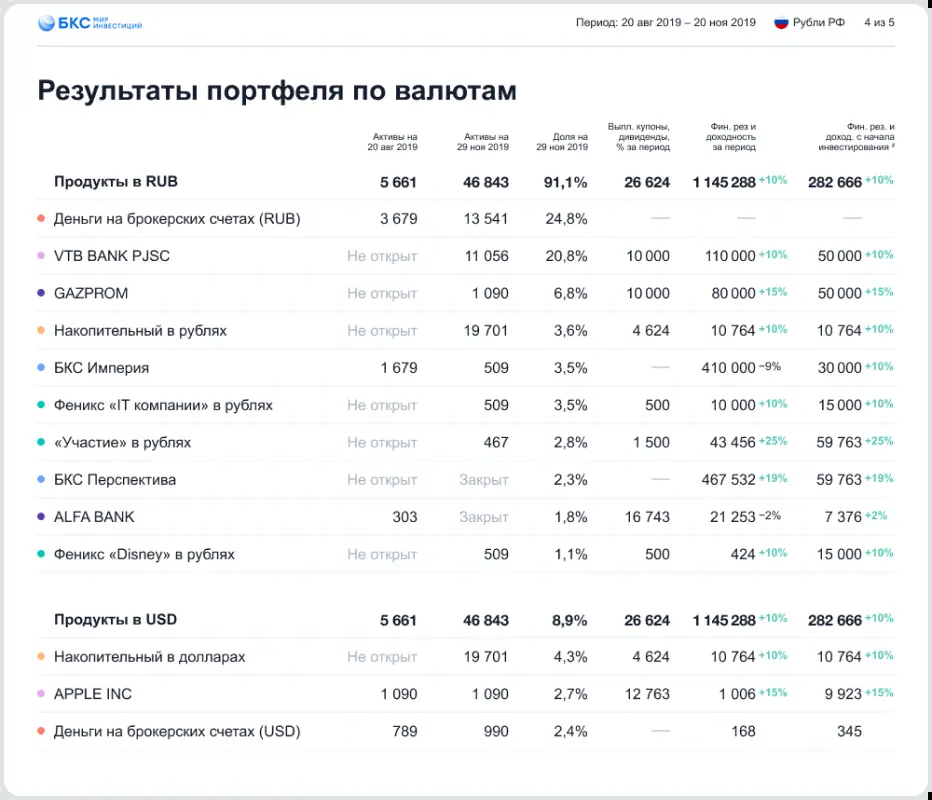 БКС МИР ИНВЕСТИЦИЙ Период: 20 авг 2019 – 20 ноя 2019 Рубли РФ 4 из 5
Результаты портфеля по валютам
Активы на 20 авг 2019 Активы на 29 ноя 2019 Доля на 29 ноя 2019 Выпл. купоны, дивиденды, % за период Фин. рез и доходность за период Фин. рез. и доход. с начала инвестирования
Продукты в RUB 5 661 46 843 91,1% 26 624 1 145 288 +10% 282 666 +10%
Деньги на брокерских счетах (RUB) 3 679 13 541 24,8% — — —
VTB BANK PJSC Не открыт 11 056 20,8% 10 000 110 000 +10% 50 000 +10%
GAZPROM Не открыт 1 090 6,8% 10 000 80 000 +15% 50 000 +15%
Накопительный в рублях Не открыт 19 701 3,6% 4 624 10 764 +10% 10 764 +10%
БКС Империя 1 679 509 3,5% — 410 000 −9% 30 000 +10%
Феникс «IT компании» в рублях Не открыт 509 3,5% 500 10 000 +10% 15 000 +10%
«Участие» в рублях Не открыт 467 2,8% 1 500 43 456 +25% 59 763 +25%
БКС Перспектива Не открыт Закрыт 2,3% — 467 532 +19% 59 763 +19%
ALFA BANK 303 Закрыт 1,8% 16 743 21 253 −2% 7 376 +2%
Феникс «Disney» в рублях Не открыт 509 1,1% 500 424 +10% 15 000 +10%
Продукты в USD 5 661 46 843 8,9% 26 624 1 145 288 +10% 282 666 +10%
Накопительный в долларах Не открыт 19 701 4,3% 4 624 10 764 +10% 10 764 +10%
APPLE INC 1 090 1 090 2,7% 12 763 1 006 +15% 9 923 +15%
Деньги на брокерских счетах (USD) 789 990 2,4% — 168 345